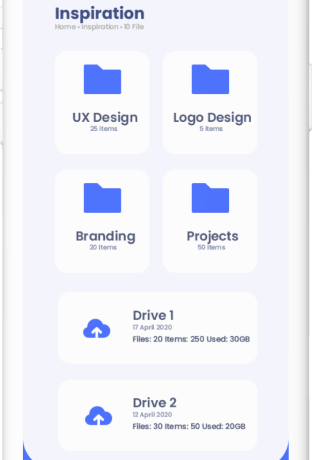 Inspiration
Home • Inspiration • 10 File
UX Design
25 Items
Logo Design
5 Items
Branding
20 Items
Projects
50 Items
Drive 1
17 April 2020
Files: 20 Items: 250 Used: 30GB
Drive 2
12 April 2020
Files: 30 Items: 50 Used: 20GB